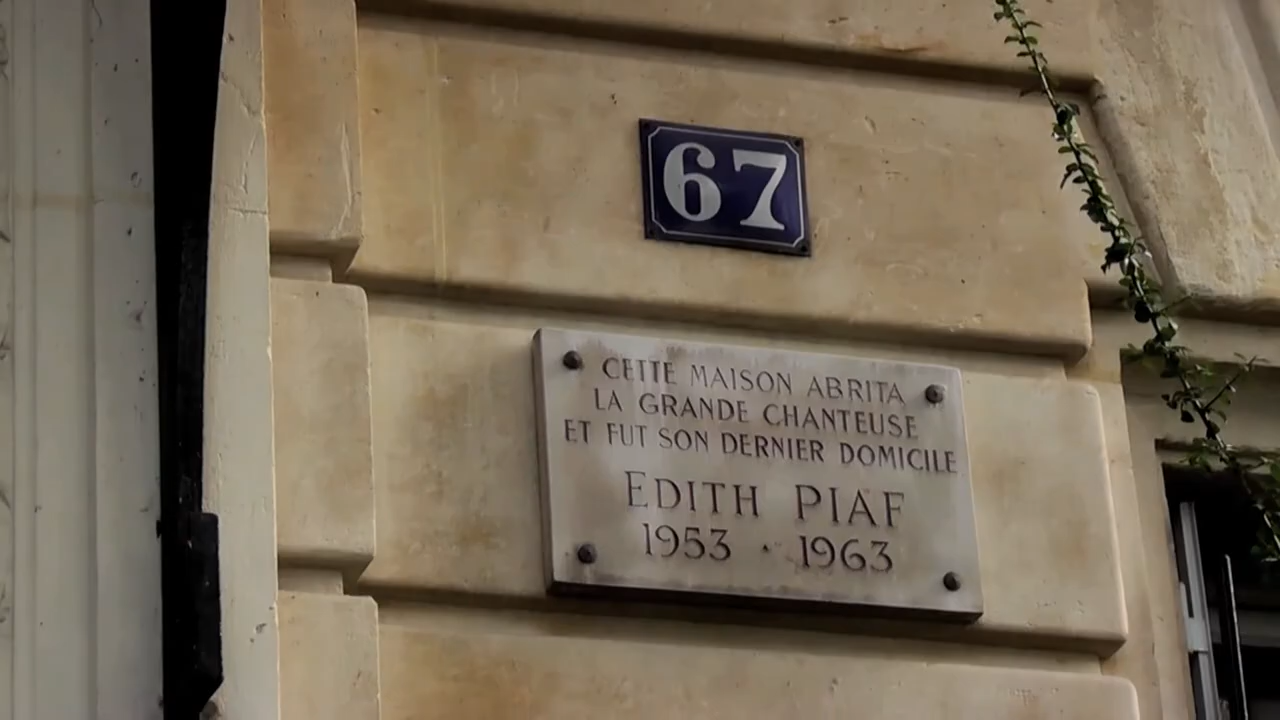 67
CETTE MAISON ABRITA
LA GRANDE CHANTEUSE
ET FUT SON DERNIER DOMICILE
EDITH PIAF
1953 · 1963